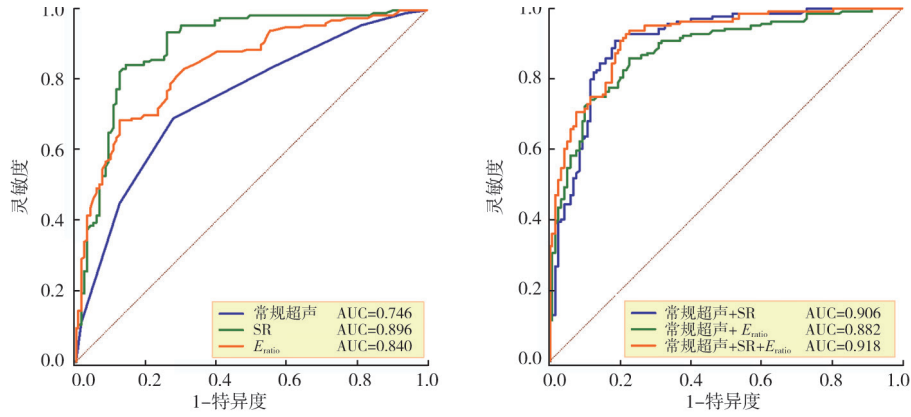 1.0
0.8
0.6
0.4
0.2
0.0
灵敏度
0.0 0.2 0.4 0.6 0.8 1.0
1-特异度
常规超声 AUC=0.746
SR AUC=0.896
Eratio AUC=0.840
1.0
0.8
0.6
0.4
0.2
0.0
灵敏度
0.0 0.2 0.4 0.6 0.8 1.0
1-特异度
常规超声+SR AUC=0.906
常规超声+ Eratio AUC=0.882
常规超声+SR+Eratio AUC=0.918